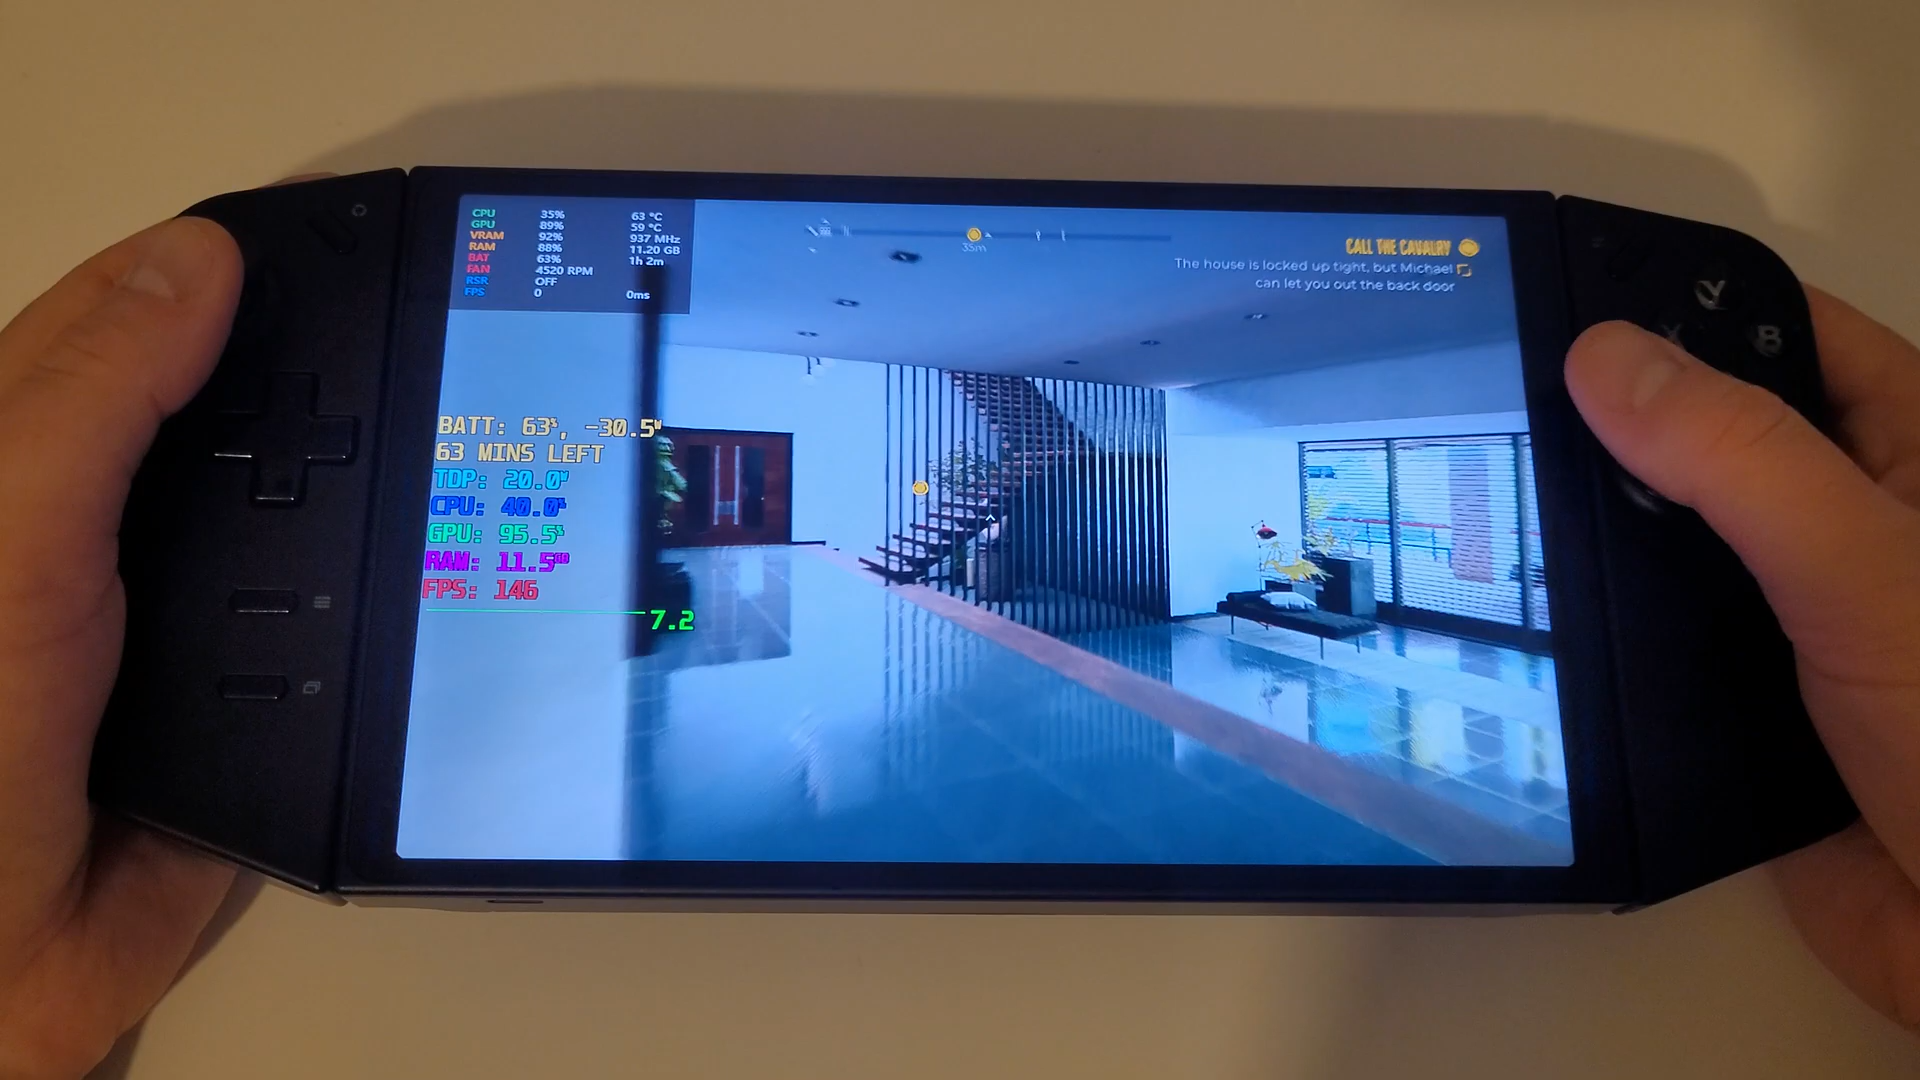 CPU 35% 63 °C
GPU 89% 59 °C
VRAM 92% 937 MHz
RAM 88% 11.20 GB
BAT 63% 1h 2m
FAN 4520 RPM
RSR OFF
FPS 0 0ms
35m
CALL THE CAVALRY
The house is locked up tight, but Michael
can let you out the back door
BATT: 63%, -30.5W
63 MINS LEFT
TDP: 20.0W
CPU: 40.0%
GPU: 95.5%
RAM: 11.5GB
FPS: 146
7.2
Y
X
B